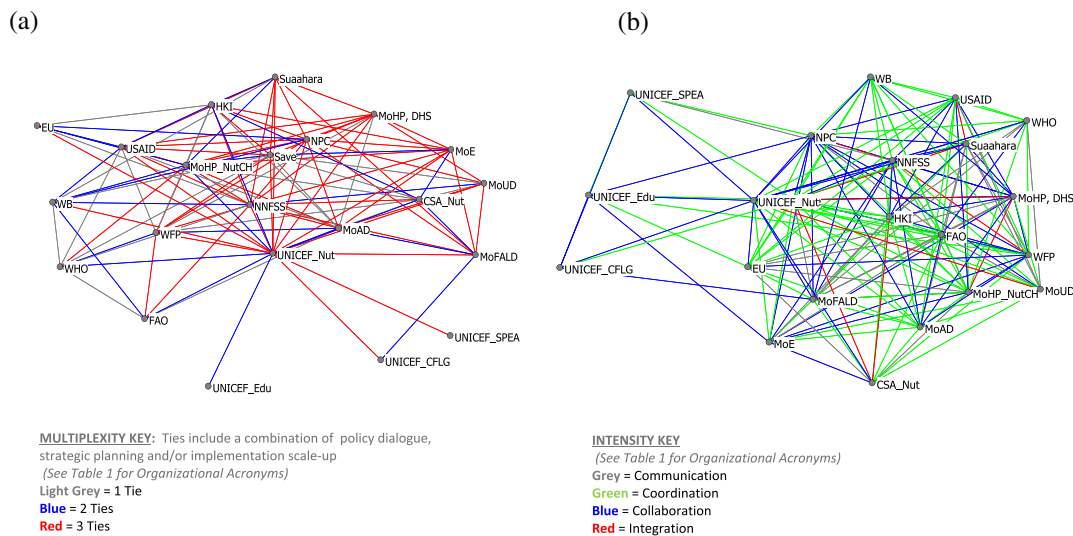 (a)
(b)
Suaahara
HKI
MoHP, DHS
EU
NPC
USAID
Save
MoE
MoHP_NutCH
MoUD
WB
NNFSS
CSA_Nut
WFP
MoAD
UNICEF_Nut
MoFALD
WHO
FAO
UNICEF_SPEA
UNICEF_CFLG
UNICEF_Edu
WB
UNICEF_SPEA
USAID
WHO
NPC
Suaahara
NNFSS
UNICEF_Edu
UNICEF_Nut
MoHP, DHS
HKI
FAO
WFP
UNICEF_CFLG
EU
MoUD
MoHP_NutCH
MoFALD
MoAD
MoE
CSA_Nut
MULTIPLEXITY KEY: Ties include a combination of policy dialogue,
strategic planning and/or implementation scale-up
(See Table 1 for Organizational Acronyms)
Light Grey = 1 Tie
Blue = 2 Ties
Red = 3 Ties
INTENSITY KEY
(See Table 1 for Organizational Acronyms)
Grey = Communication
Green = Coordination
Blue = Collaboration
Red = Integration